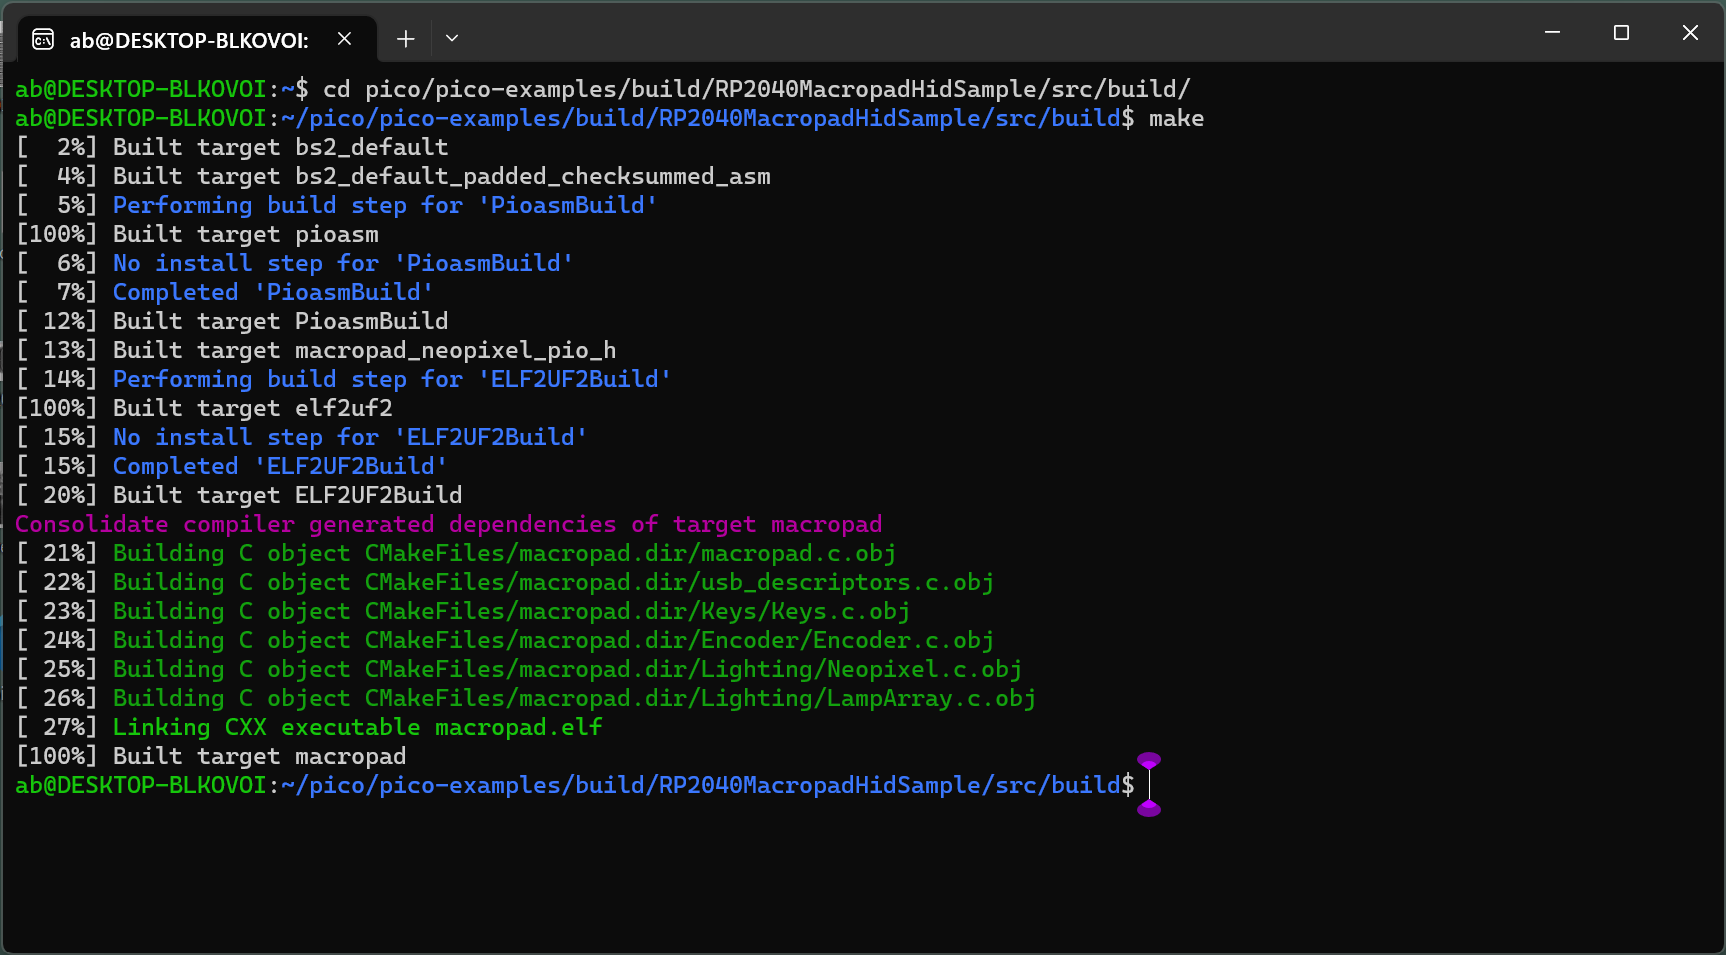 ab@DESKTOP-BLKOVOI:
ab@DESKTOP-BLKOVOI:~$ cd pico/pico-examples/build/RP2040MacropadHidSample/src/build/
ab@DESKTOP-BLKOVOI:~/pico/pico-examples/build/RP2040MacropadHidSample/src/build$ make
[  2%] Built target bs2_default
[  4%] Built target bs2_default_padded_checksummed_asm
[  5%] Performing build step for 'PioasmBuild'
[100%] Built target pioasm
[  6%] No install step for 'PioasmBuild'
[  7%] Completed 'PioasmBuild'
[ 12%] Built target PioasmBuild
[ 13%] Built target macropad_neopixel_pio_h
[ 14%] Performing build step for 'ELF2UF2Build'
[100%] Built target elf2uf2
[ 15%] No install step for 'ELF2UF2Build'
[ 15%] Completed 'ELF2UF2Build'
[ 20%] Built target ELF2UF2Build
Consolidate compiler generated dependencies of target macropad
[ 21%] Building C object CMakeFiles/macropad.dir/macropad.c.obj
[ 22%] Building C object CMakeFiles/macropad.dir/usb_descriptors.c.obj
[ 23%] Building C object CMakeFiles/macropad.dir/Keys/Keys.c.obj
[ 24%] Building C object CMakeFiles/macropad.dir/Encoder/Encoder.c.obj
[ 25%] Building C object CMakeFiles/macropad.dir/Lighting/Neopixel.c.obj
[ 26%] Building C object CMakeFiles/macropad.dir/Lighting/LampArray.c.obj
[ 27%] Linking CXX executable macropad.elf
[100%] Built target macropad
ab@DESKTOP-BLKOVOI:~/pico/pico-examples/build/RP2040MacropadHidSample/src/build$